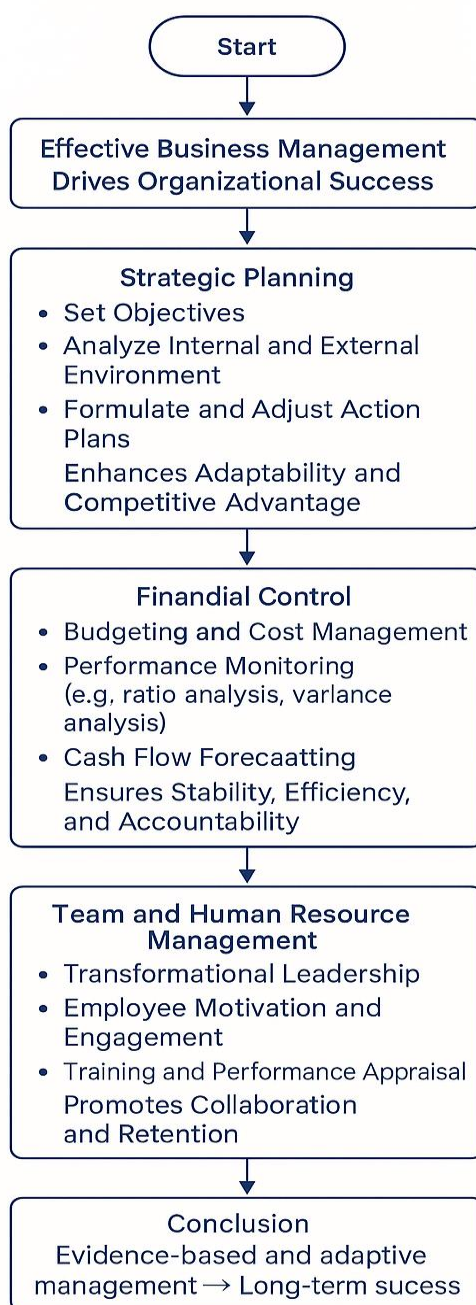 Start
Effective Business Management
Drives Organizational Success
Strategic Planning
• Set Objectives
• Analyze Internal and External
Environment
• Formulate and Adjust Action
Plans
Enhances Adaptability and
Competitive Advantage
Financial Control
• Budgeting and Cost Management
• Performance Monitoring
(e.g, ratio analysis, varlance
analysis)
• Cash Flow Forecaatting
Ensures Stability, Efficiency,
and Accountability
Team and Human Resource
Management
• Transformational Leadership
• Employee Motivation and
Engagement
• Training and Performance Appraisal
Promotes Collaboration
and Retention
Conclusion
Evidence-based and adaptive
management → Long-term sucess